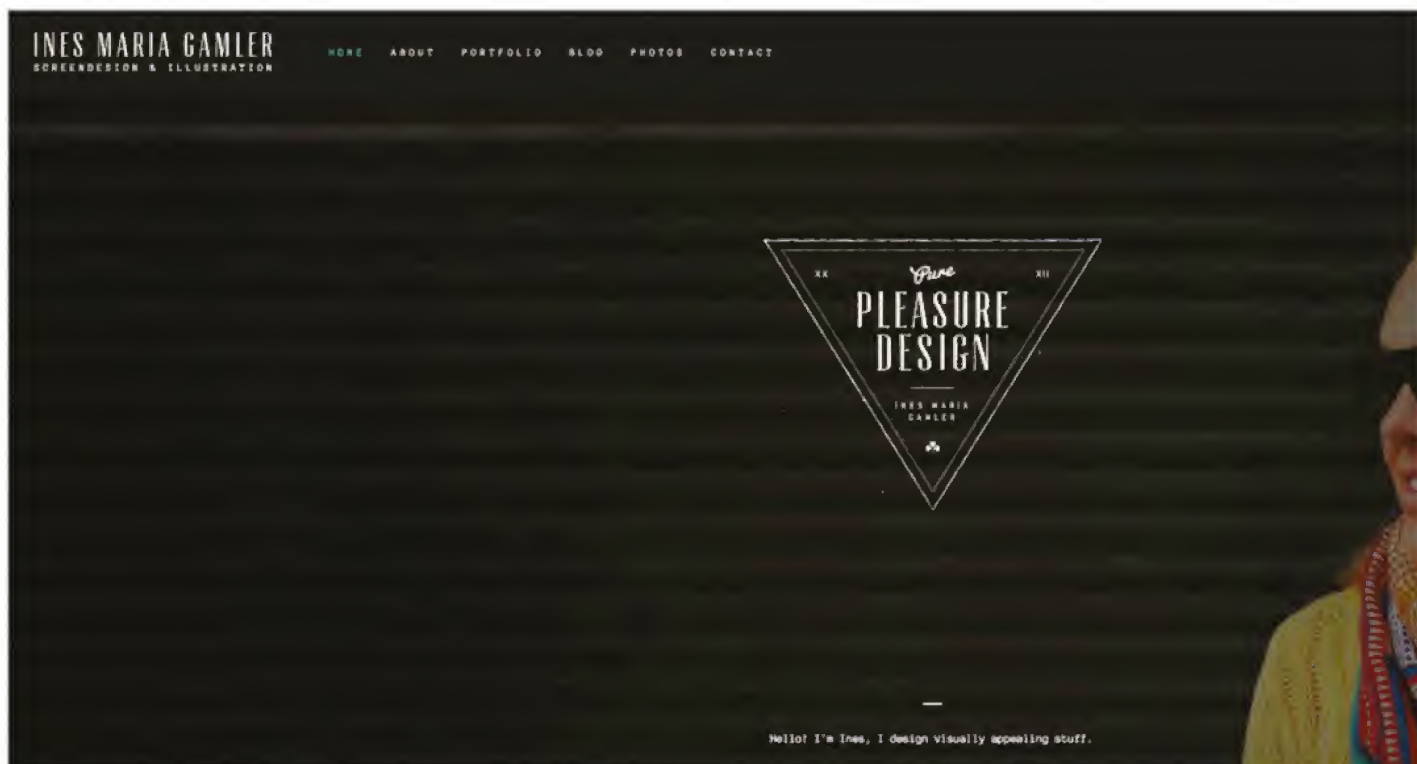 INES MARIA GAMLER
SCREENDESIGN & ILLUSTRATION
HOME ABOUT PORTFOLIO BLOG PHOTOS CONTACT
XX Pure XII
PLEASURE
DESIGN
INES MARIA
GAMLER
Hello! I'm Ines, I design visually appealing stuff.